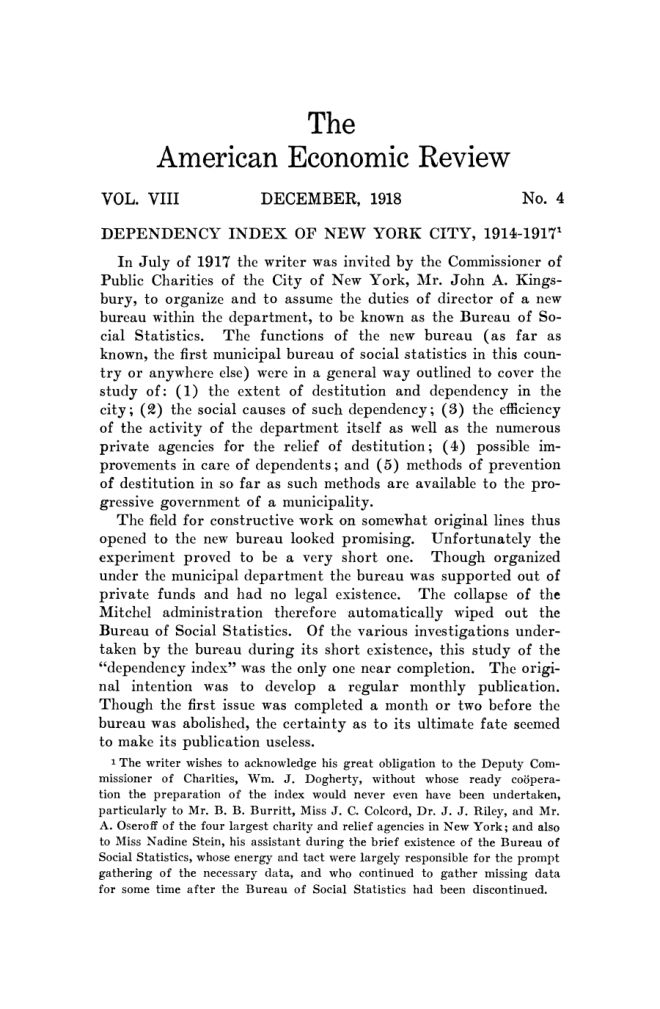 The
American Economic Review
VOL. VIII DECEMBER, 1918 No. 4
DEPENDENCY INDEX OF NEW YORK CITY, 1914-1917¹
In July of 1917 the writer was invited by the Commissioner of
Public Charities of the City of New York, Mr. John A. Kings-
bury, to organize and to assume the duties of director of a new
bureau within the department, to be known as the Bureau of So-
cial Statistics. The functions of the new bureau (as far as
known, the first municipal bureau of social statistics in this coun-
try or anywhere else) were in a general way outlined to cover the
study of: (1) the extent of destitution and dependency in the
city; (2) the social causes of such dependency; (3) the efficiency
of the activity of the department itself as well as the numerous
private agencies for the relief of destitution; (4) possible im-
provements in care of dependents; and (5) methods of prevention
of destitution in so far as such methods are available to the pro-
gressive government of a municipality.
The field for constructive work on somewhat original lines thus
opened to the new bureau looked promising. Unfortunately the
experiment proved to be a very short one. Though organized
under the municipal department the bureau was supported out of
private funds and had no legal existence. The collapse of the
Mitchel administration therefore automatically wiped out the
Bureau of Social Statistics. Of the various investigations under-
taken by the bureau during its short existence, this study of the
“dependency index” was the only one near completion. The origi-
nal intention was to develop a regular monthly publication.
Though the first issue was completed a month or two before the
bureau was abolished, the certainty as to its ultimate fate seemed
to make its publication useless.
¹ The writer wishes to acknowledge his great obligation to the Deputy Com-
missioner of Charities, Wm. J. Dogherty, without whose ready coöpera-
tion the preparation of the index would never even have been undertaken,
particularly to Mr. B. B. Burritt, Miss J. C. Colcord, Dr. J. J. Riley, and Mr.
A. Oseroff of the four largest charity and relief agencies in New York; and also
to Miss Nadine Stein, his assistant during the brief existence of the Bureau of
Social Statistics, whose energy and tact were largely responsible for the prompt
gathering of the necessary data, and who continued to gather missing data
for some time after the Bureau of Social Statistics had been discontinued.